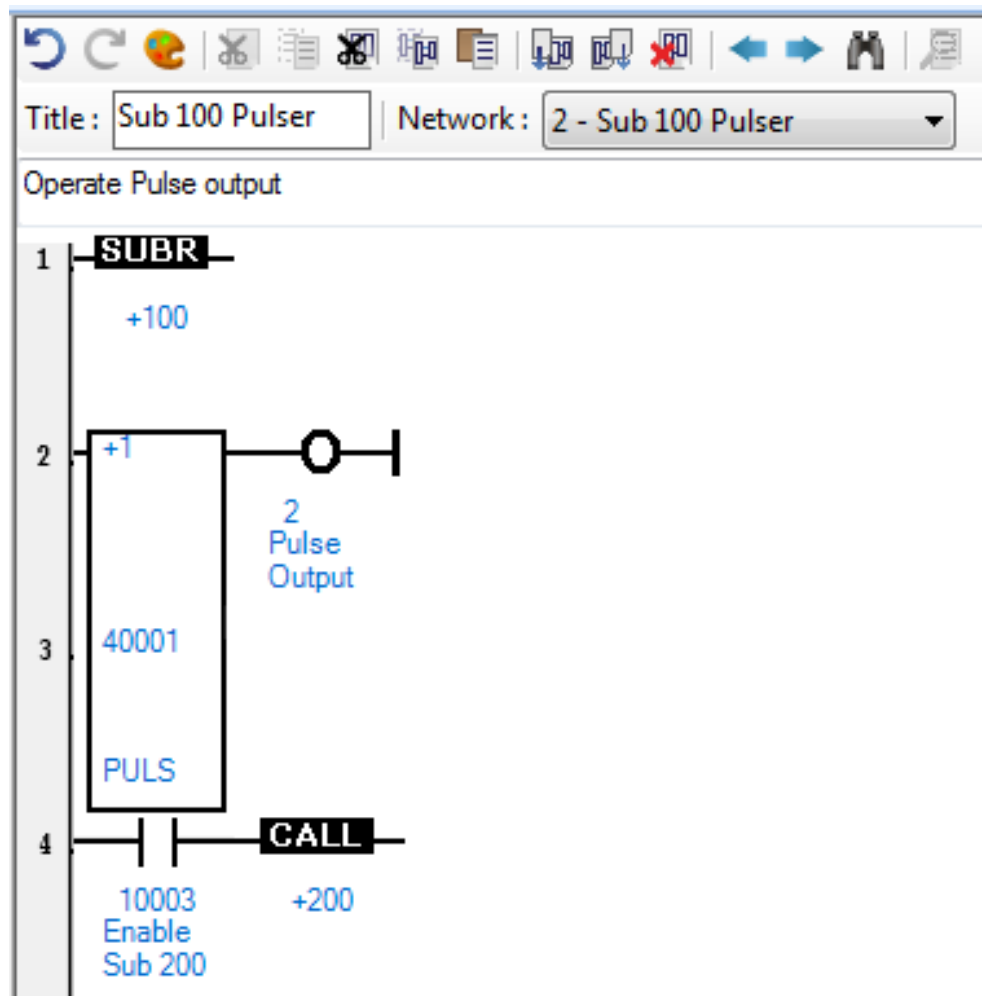 Title : Sub 100 Pulser Network : 2 - Sub 100 Pulser
Operate Pulse output
1 SUBR
+100
2 +1
2
Pulse
Output
3 40001
PULS
4 CALL
10003 +200
Enable
Sub 200